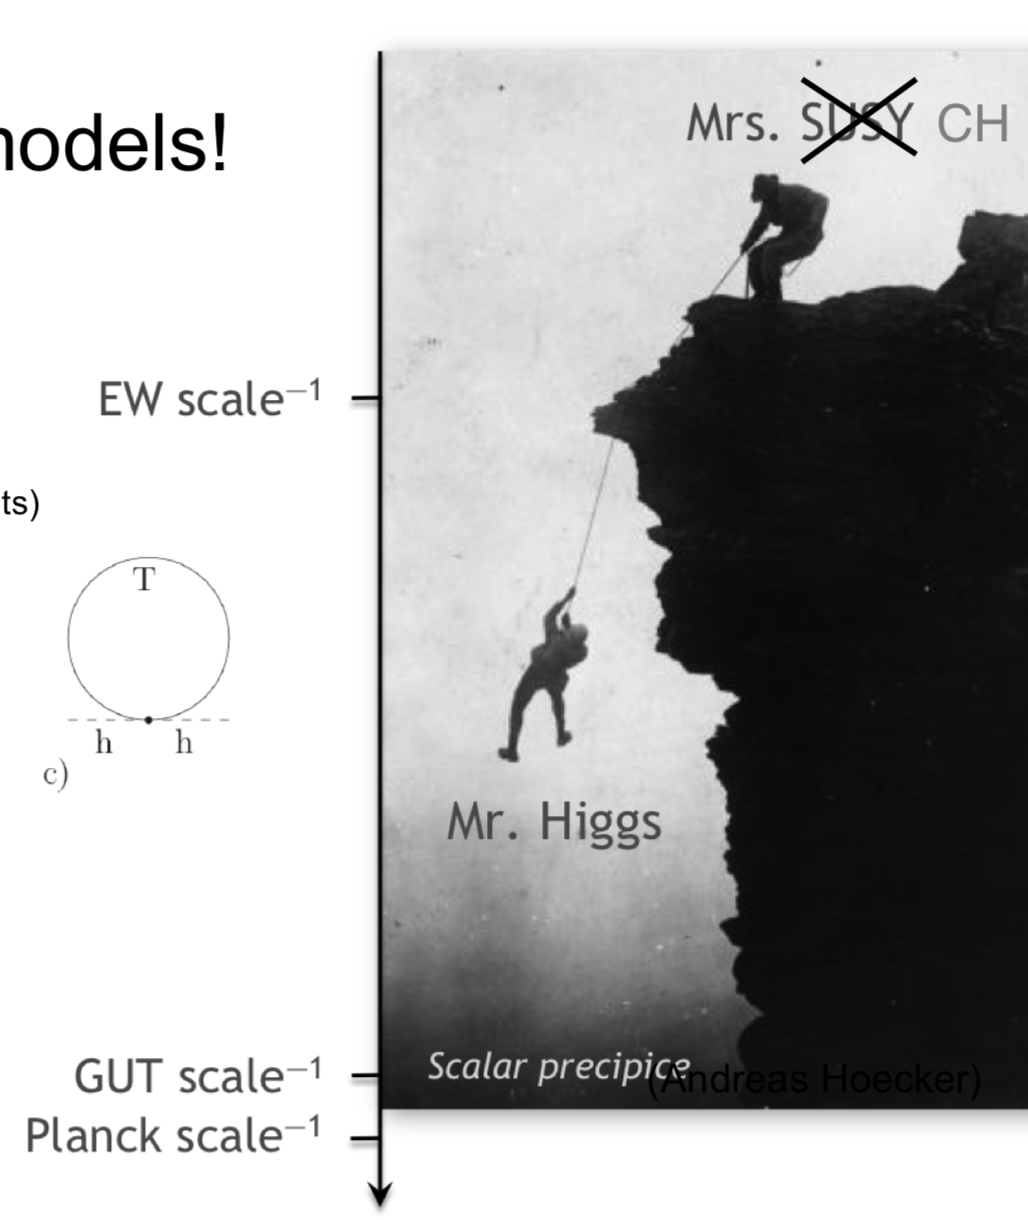 Mrs. SUSY CH
models!
EW scale⁻¹
ts)
T
h h
c)
Mr. Higgs
GUT scale⁻¹
Scalar precipice
(Andreas Hoecker)
Planck scale⁻¹